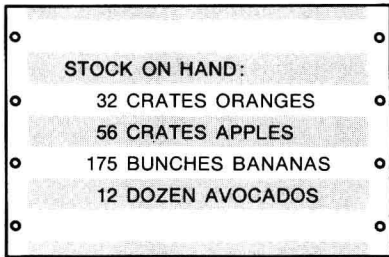 STOCK ON HAND:
32 CRATES ORANGES
56 CRATES APPLES
175 BUNCHES BANANAS
12 DOZEN AVOCADOS